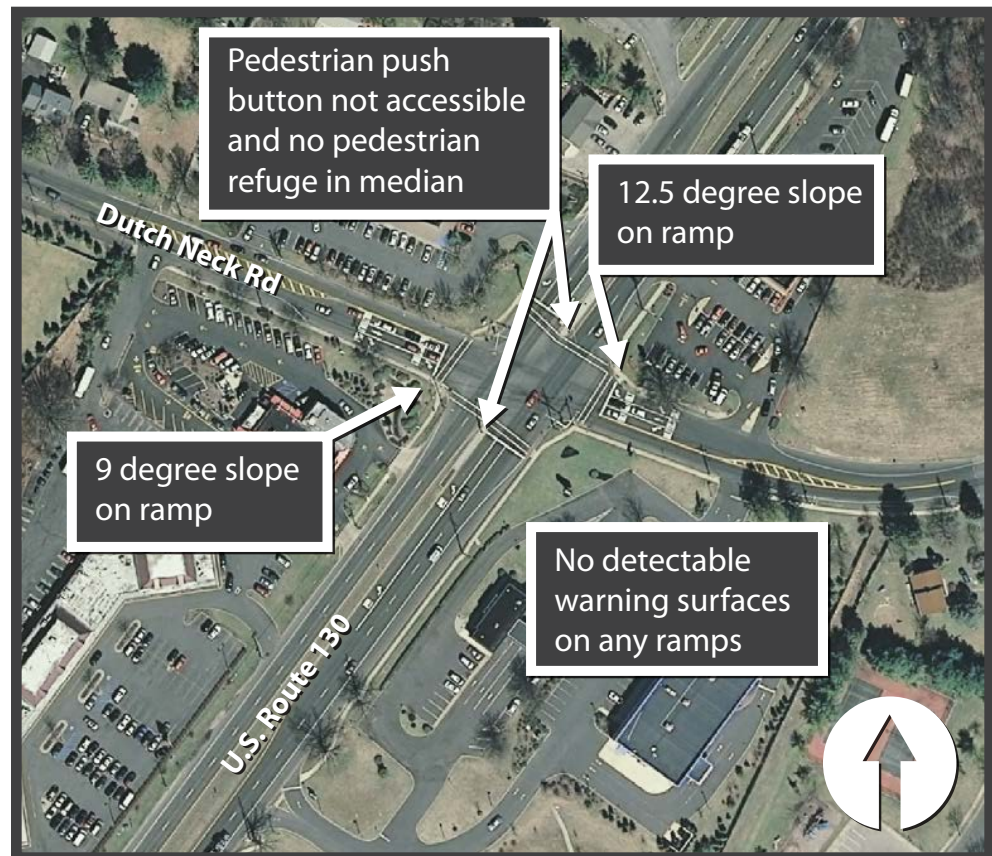 Pedestrian push
button not accessible
and no pedestrian
refuge in median
12.5 degree slope
on ramp
Dutch Neck Rd
9 degree slope
on ramp
No detectable
warning surfaces
on any ramps
U.S. Route 130